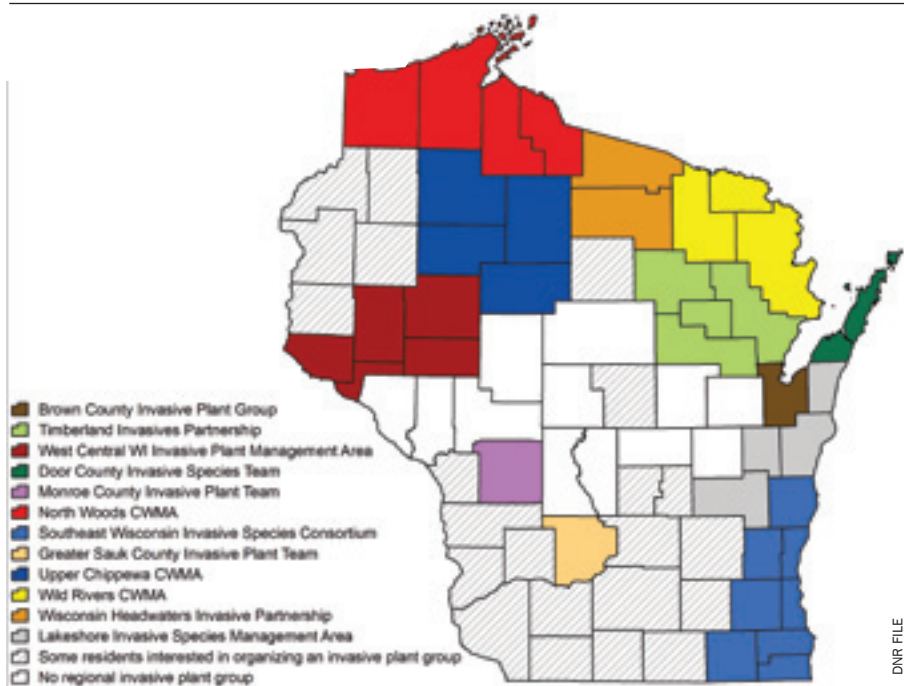 Brown County Invasive Plant Group
Timberland Invasives Partnership
West Central WI Invasive Plant Management Area
Door County Invasive Species Team
Monroe County Invasive Plant Team
North Woods CWMA
Southeast Wisconsin Invasive Species Consortium
Greater Sauk County Invasive Plant Team
Upper Chippewa CWMA
Wild Rivers CWMA
Wisconsin Headwaters Invasive Partnership
Lakeshore Invasive Species Management Area
Some residents interested in organizing an invasive plant group
No regional invasive plant group
DNR FILE